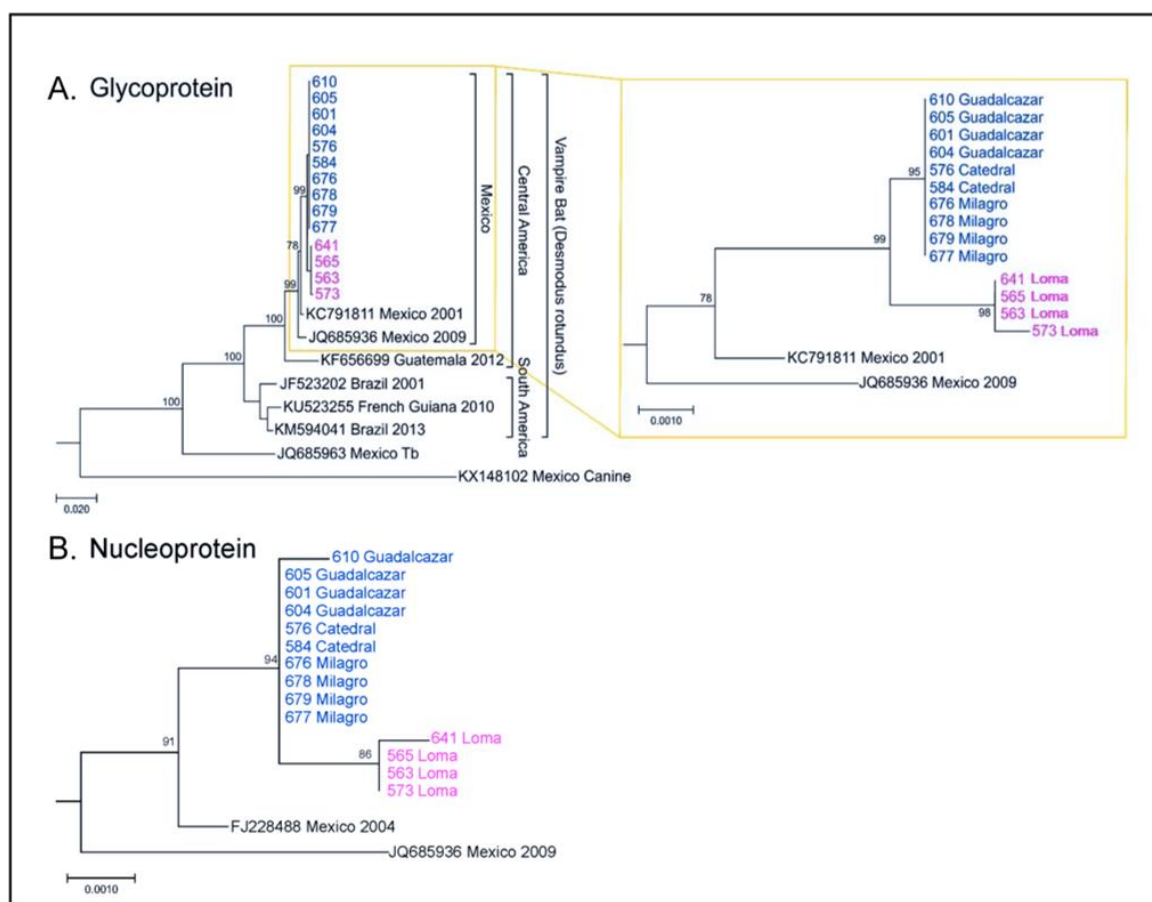 A. Glycoprotein
610
605
601
604
576
584
676
678
679
677
641
565
563
573
KC791811 Mexico 2001
JQ685936 Mexico 2009
KF656699 Guatemala 2012
JF523202 Brazil 2001
KU523255 French Guiana 2010
KM594041 Brazil 2013
JQ685963 Mexico Tb
KX148102 Mexico Canine
99
78
99
100
100
100
0.020
Mexico
Central America
South America
Vampire Bat (Desmodus rotundus)
610 Guadalcazar
605 Guadalcazar
601 Guadalcazar
604 Guadalcazar
576 Catedral
584 Catedral
676 Milagro
678 Milagro
679 Milagro
677 Milagro
641 Loma
565 Loma
563 Loma
573 Loma
KC791811 Mexico 2001
JQ685936 Mexico 2009
95
99
98
78
0.0010
B. Nucleoprotein
610 Guadalcazar
605 Guadalcazar
601 Guadalcazar
604 Guadalcazar
576 Catedral
584 Catedral
676 Milagro
678 Milagro
679 Milagro
677 Milagro
641 Loma
565 Loma
563 Loma
573 Loma
FJ228488 Mexico 2004
JQ685936 Mexico 2009
94
86
91
0.0010